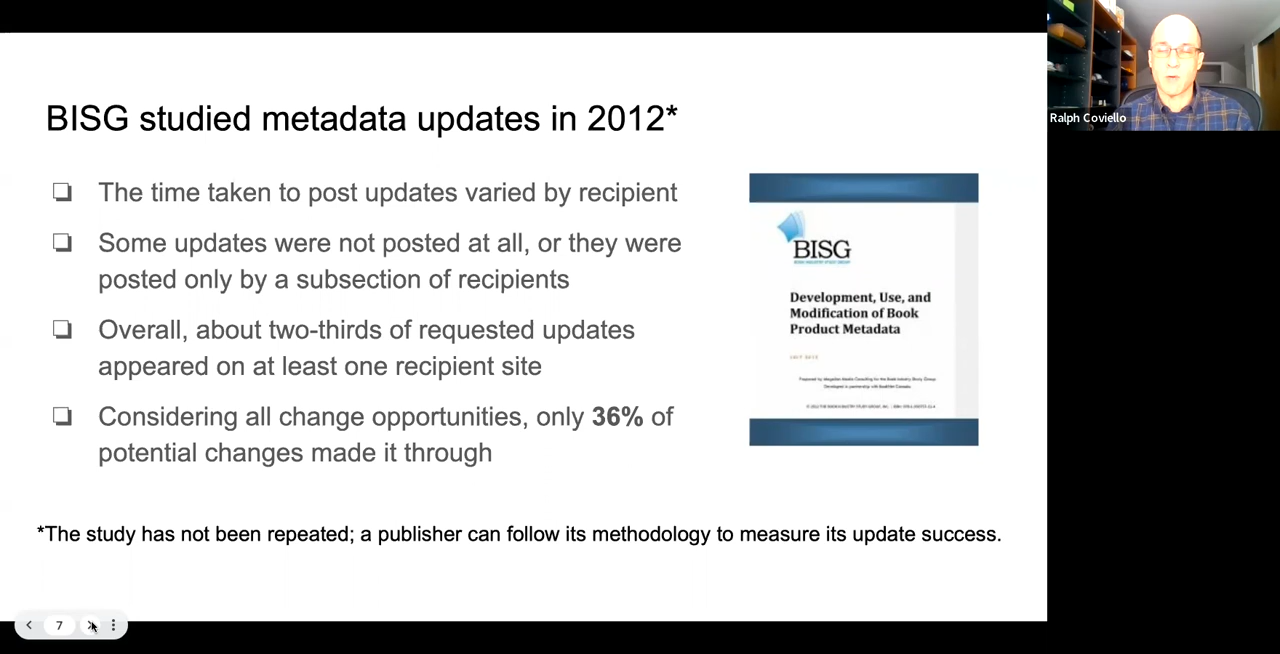 BISG studied metadata updates in 2012*
❏ The time taken to post updates varied by recipient
❏ Some updates were not posted at all, or they were
posted only by a subsection of recipients
❏ Overall, about two-thirds of requested updates
appeared on at least one recipient site
❏ Considering all change opportunities, only 36% of
potential changes made it through
BISG
BOOK INDUSTRY STUDY GROUP
Development, Use, and
Modification of Book
Product Metadata
*The study has not been repeated; a publisher can follow its methodology to measure its update success.
7
Ralph Coviello